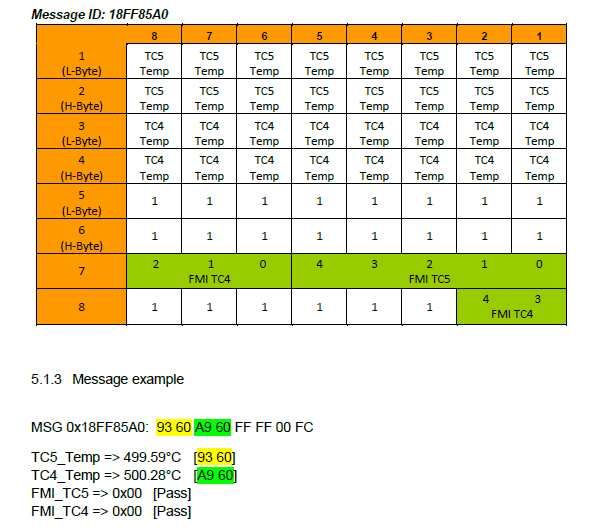 Message ID: 18FF85A0
8 7 6 5 4 3 2 1
1 (L-Byte) TC5 Temp TC5 Temp TC5 Temp TC5 Temp TC5 Temp TC5 Temp TC5 Temp TC5 Temp
2 (H-Byte) TC5 Temp TC5 Temp TC5 Temp TC5 Temp TC5 Temp TC5 Temp TC5 Temp TC5 Temp
3 (L-Byte) TC4 Temp TC4 Temp TC4 Temp TC4 Temp TC4 Temp TC4 Temp TC4 Temp TC4 Temp
4 (H-Byte) TC4 Temp TC4 Temp TC4 Temp TC4 Temp TC4 Temp TC4 Temp TC4 Temp TC4 Temp
5 (L-Byte) 1 1 1 1 1 1 1 1
6 (H-Byte) 1 1 1 1 1 1 1 1
7 2 1 0 4 3 2 1 0
FMI TC4 FMI TC5
8 1 1 1 1 1 1 4 3
FMI TC4
5.1.3 Message example
MSG 0x18FF85A0: 93 60 A9 60 FF FF 00 FC
TC5_Temp => 499.59°C [93 60]
TC4_Temp => 500.28°C [A9 60]
FMI_TC5 => 0x00 [Pass]
FMI_TC4 => 0x00 [Pass]